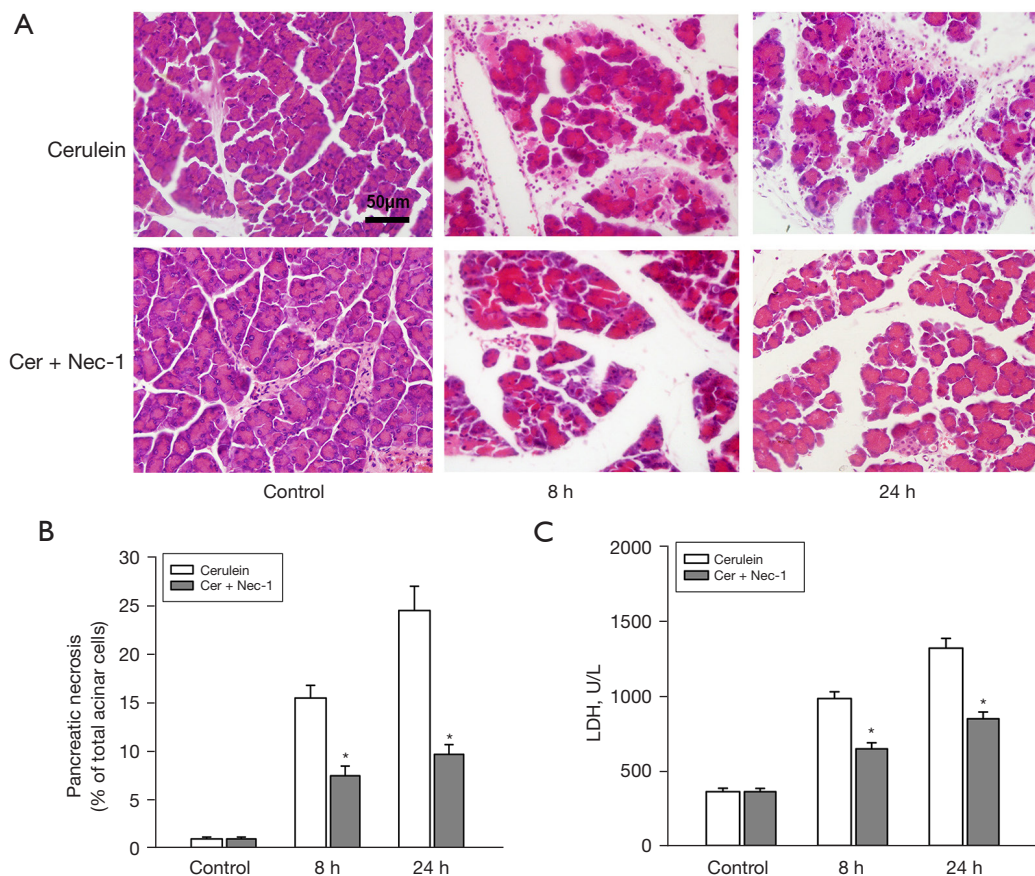 A
Cerulein
50μm
Cer + Nec-1
Control
8 h
24 h
B
30
25
20
15
10
5
0
Pancreatic necrosis
(% of total acinar cells)
Cerulein
Cer + Nec-1
*
*
Control
8 h
24 h
C
2000
1500
1000
500
0
LDH, U/L
Cerulein
Cer + Nec-1
*
*
Control
8 h
24 h